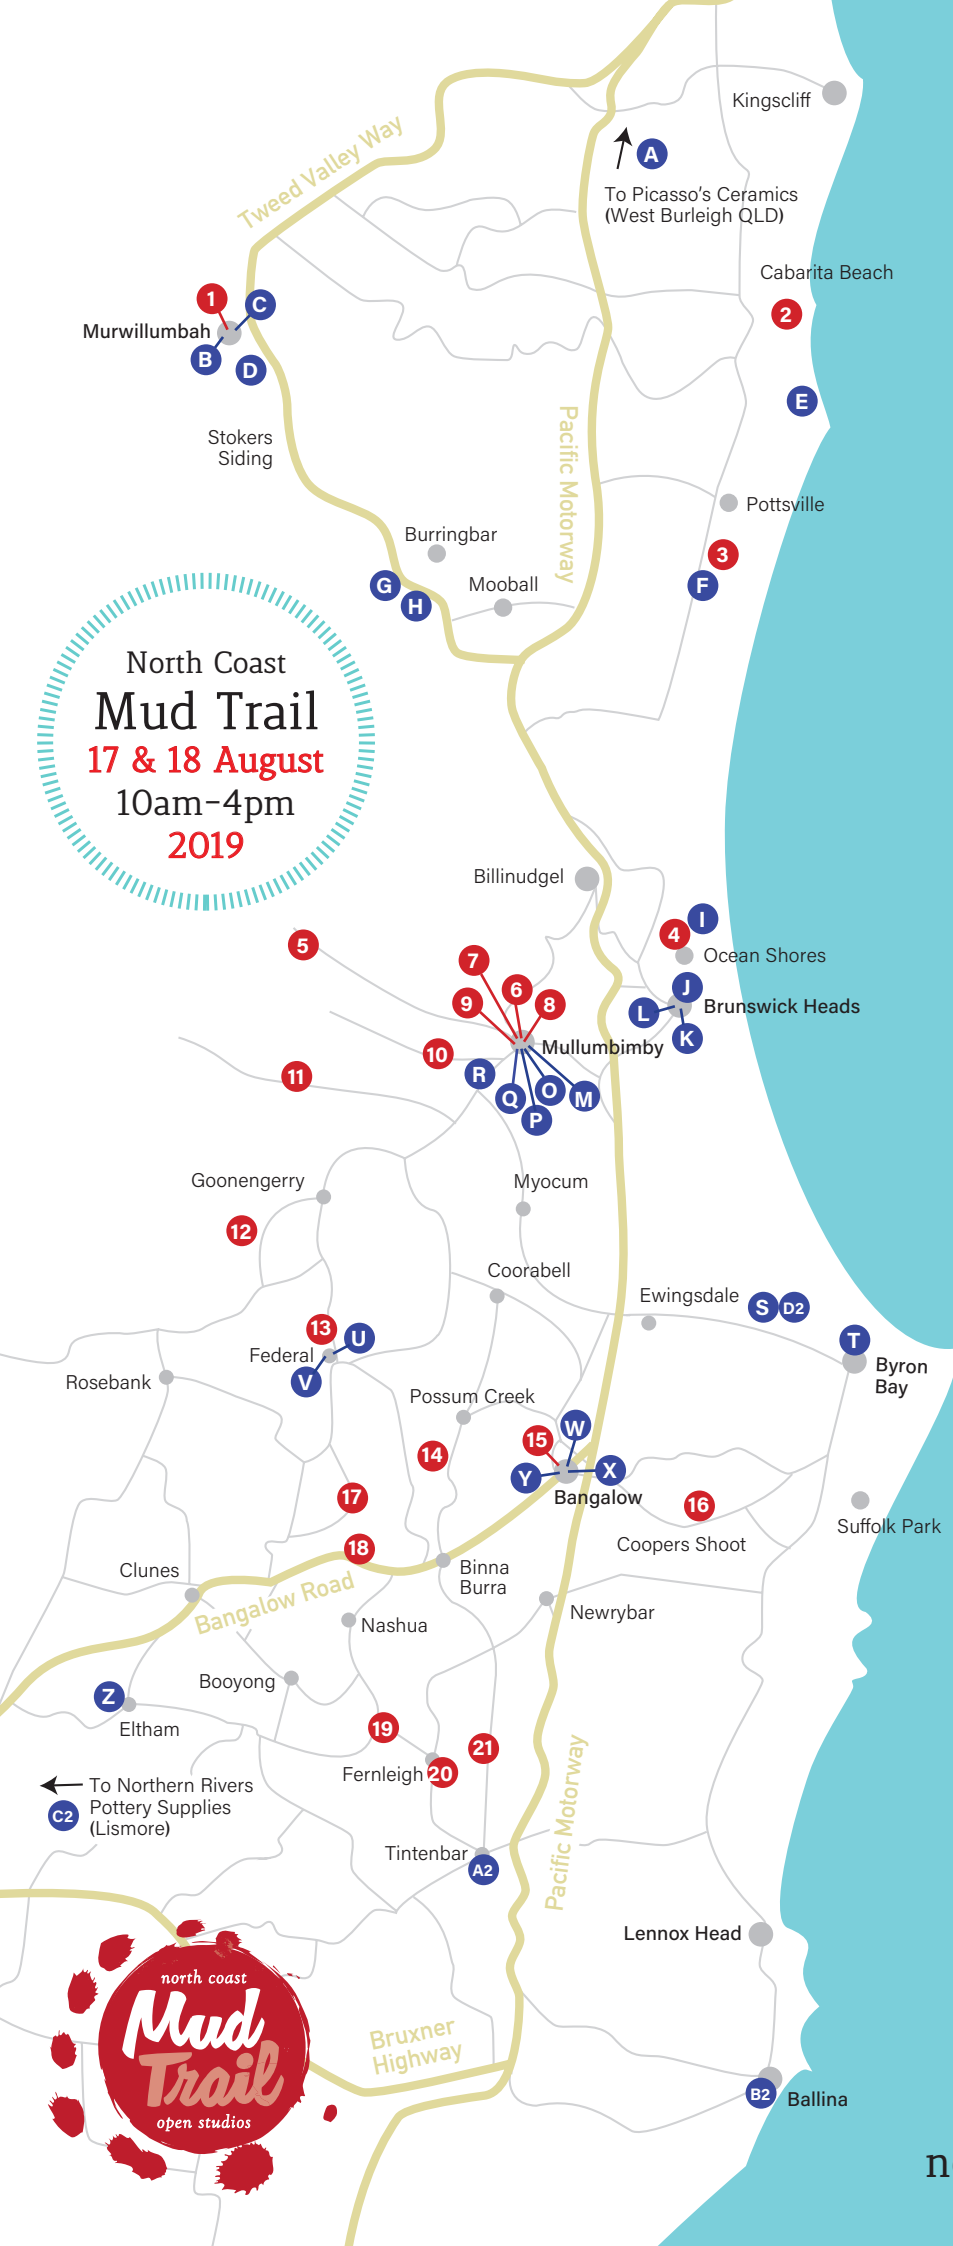 Kingscliff
Tweed Valley Way
A
To Picasso's Ceramics
(West Burleigh QLD)
Cabarita Beach
1
C
2
Murwillumbah
B
D
E
Pacific Motorway
Stokers
Siding
Pottsville
Burringbar
3
G
Mooball
F
H
North Coast
Mud Trail
17 & 18 August
10am-4pm
2019
Billinudgel
I
4
5
Ocean Shores
7
J
6
9
8
Brunswick Heads
L
K
Mullumbimby
10
11
R
O
M
Q
P
Goonengerry
Myocum
12
Coorabell
Ewingsdale
S
D2
13
U
T
Federal
Byron
Bay
Rosebank
V
Possum Creek
W
15
14
Y
X
17
Bangalow
16
Suffolk Park
18
Coopers Shoot
Clunes
Binna
Burra
Bangalow Road
Newrybar
Nashua
Booyong
Z
Eltham
19
21
Fernleigh
20
Pacific Motorway
To Northern Rivers
C2
Pottery Supplies
(Lismore)
Tintenbar
A2
Lennox Head
north coast
Mud
Trail
open studios
Bruxner
Highway
B2
Ballina
n